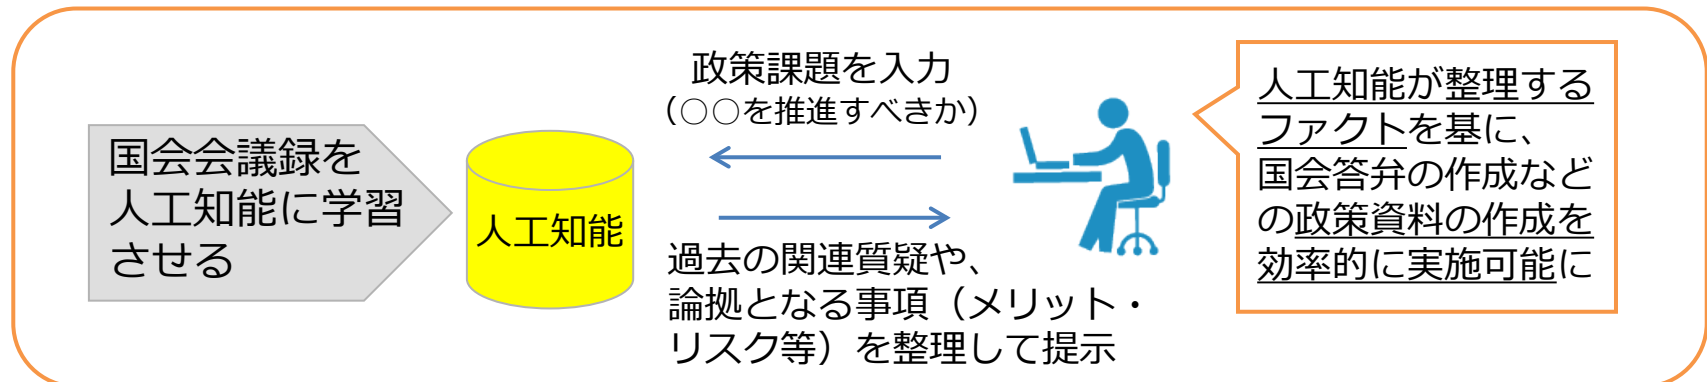 国会会議録を
人工知能に学習
させる
人工知能
政策課題を入力
（○○を推進すべきか）
過去の関連質疑や、
論拠となる事項（メリット・
リスク等）を整理して提示
人工知能が整理する
ファクトを基に、
国会答弁の作成など
の政策資料の作成を
効率的に実施可能に